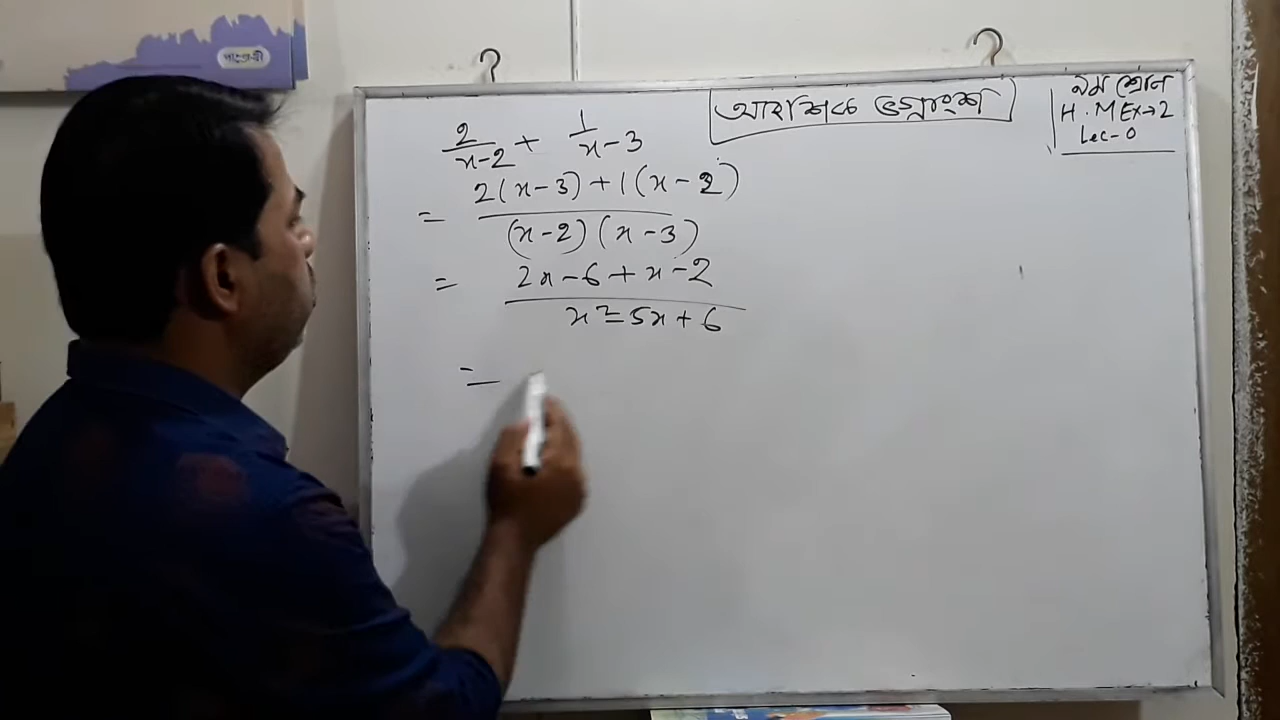 পাঞ্জেরী
আংশিক ভগ্নাংশ
৯ম শ্রেণি
H. M Ex→2
Lec-0
2/(x-2) + 1/(x-3)
= (2(x-3)+1(x-2))/((x-2)(x-3))
= (2x-6+x-2)/(x²-5x+6)
=